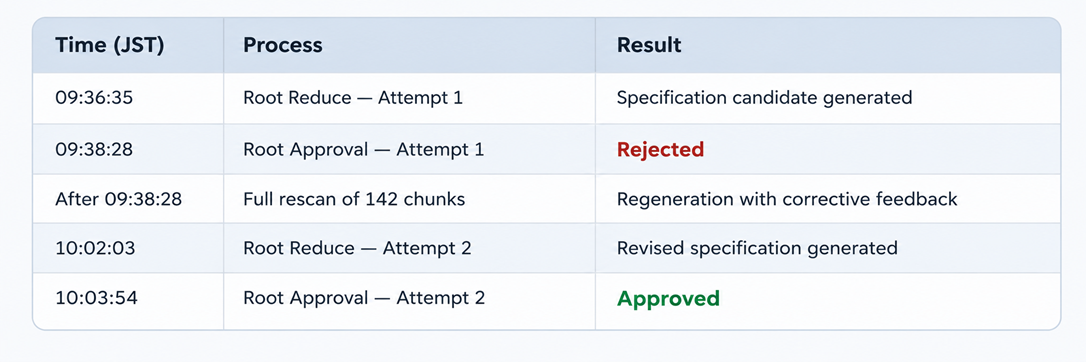 Time (JST) Process Result
09:36:35 Root Reduce — Attempt 1 Specification candidate generated
09:38:28 Root Approval — Attempt 1 Rejected
After 09:38:28 Full rescan of 142 chunks Regeneration with corrective feedback
10:02:03 Root Reduce — Attempt 2 Revised specification generated
10:03:54 Root Approval — Attempt 2 Approved